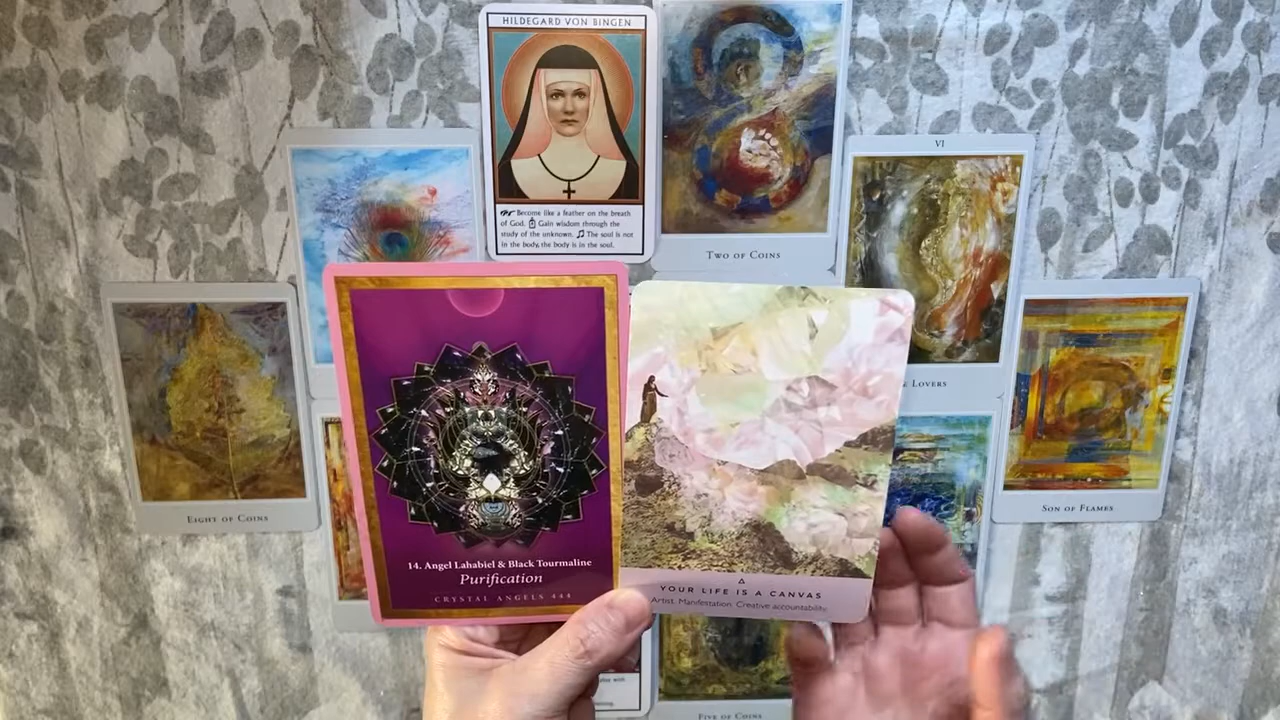 HILDEGARD VON BINGEN
Become like a feather on the breath
of God. Gain wisdom through the
study of the unknown. The soul is not
in the body, the body is in the soul.
TWO OF COINS
VI
LOVERS
EIGHT OF COINS
SON OF FLAMES
14. Angel Lahabiel & Black Tourmaline
Purification
CRYSTAL ANGELS 444
YOUR LIFE IS A CANVAS
Artist. Manifestation. Creative accountability.
FIVE OF COINS